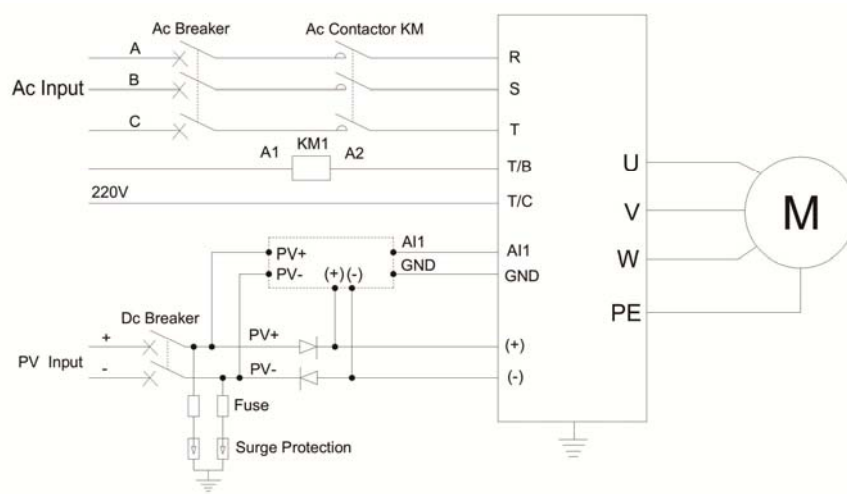 Ac Breaker
Ac Contactor KM
Ac Input
A
B
C
R
S
T
A1
KM1
A2
T/B
220V
T/C
U
V
W
PE
M
PV+
PV-
(+)
(-)
AI1
GND
AI1
GND
Dc Breaker
PV Input
+
-
PV+
PV-
(+)
(-)
Fuse
Surge Protection